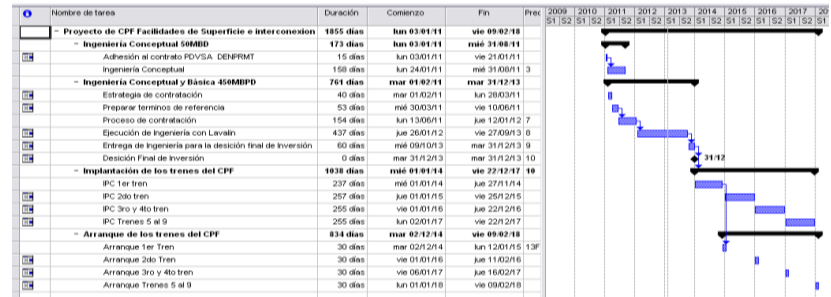 Nombre de tarea Duración Comienzo Fin Prec 2009 2010 2011 2012 2013 2014 2015 2016 2017 20
S1 S2 S1 S2 S1 S2 S1 S2 S1 S2 S1 S2 S1 S2 S1 S2 S1 S2 S1
- Proyecto de CPF Facilidades de Superficie e interconexion 1855 días lun 03/01/11 vie 09/02/18
- Ingeniería Conceptual 50MBD 173 días lun 03/01/11 mié 31/08/11
Adhesión al contrato PDVSA DENPRMT 15 días lun 03/01/11 vie 21/01/11
Ingeniería Conceptual 158 días lun 24/01/11 mié 31/08/11 3
- Ingeniería Conceptual y Básica 450MBPD 761 días mar 01/02/11 mar 31/12/13
Estrategia de contratación 40 días mar 01/02/11 lun 28/03/11
Preparar terminos de referencia 53 días mié 30/03/11 vie 10/06/11
Proceso de contratación 154 días lun 13/06/11 jue 12/01/12 7
Ejecución de Ingeniería con Lavalin 437 días jue 26/01/12 vie 27/09/13 8
Entrega de Ingeniería para la desición final de Inversión 60 días mié 09/10/13 mar 31/12/13 9
Desición Final de Inversión 0 días mar 31/12/13 mar 31/12/13 10 31/12
- Implantación de los trenes del CPF 1038 días mié 01/01/14 vie 22/12/17 10
IPC 1er tren 237 días mié 01/01/14 jue 27/11/14
IPC 2do tren 257 días jue 01/01/15 vie 25/12/15
IPC 3ro y 4to tren 255 días vie 01/01/16 jue 22/12/16
IPC Trenes 5 al 9 255 días lun 02/01/17 vie 22/12/17
- Arranque de los trenes del CPF 834 días mar 02/12/14 vie 09/02/18
Arranque 1er Tren 30 días mar 02/12/14 lun 12/01/15 13F
Arranque 2do Tren 30 días vie 01/01/16 jue 11/02/16
Arranque 3ro y 4to tren 30 días vie 06/01/17 jue 16/02/17
Arranque Trenes 5 al 9 30 días lun 01/01/18 vie 09/02/18